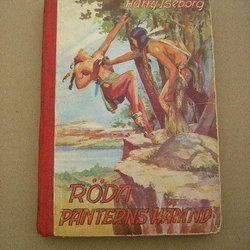 Harry Iseborg
RÖDA
PANTERNS HÄMND